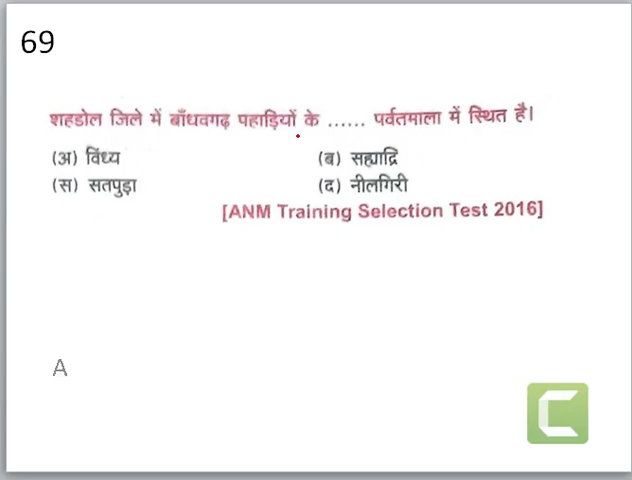 69
शहडोल जिले में बाँधवगढ़ पहाड़ियों के ...... पर्वतमाला में स्थित है।
(अ) विंध्य (ब) सह्याद्रि
(स) सतपुड़ा (द) नीलगिरी
[ANM Training Selection Test 2016]
A